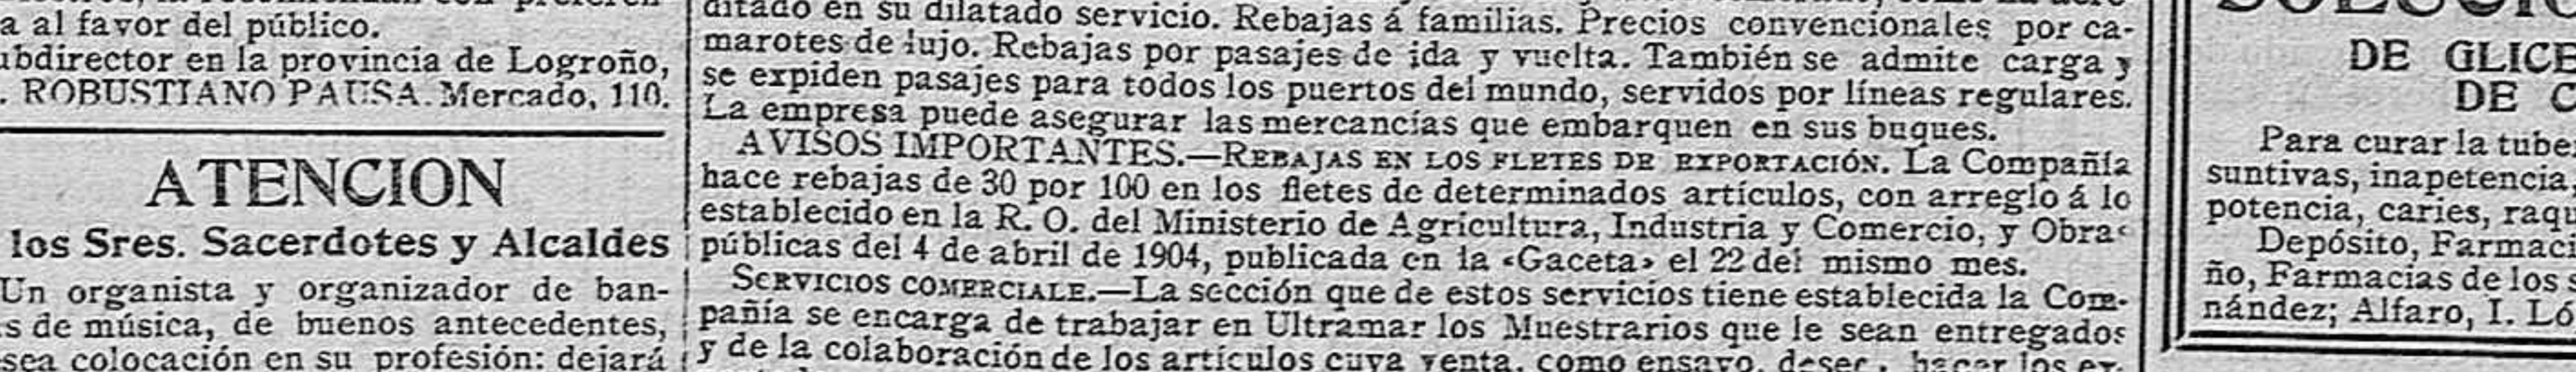 a al favor del público.
ubdirector en la provincia de Logroño,
. ROBUSTIANO PAUSA. Mercado, 110.
ATENCION
los Sres. Sacerdotes y Alcaldes
Un organista y organizador de ban-
s de música, de buenos antecedentes,
sea colocación en su profesión: dejará
ditado en su dilatado servicio. Rebajas á familias. Precios convencionales por ca-
marotes de lujo. Rebajas por pasajes de ida y vuelta. También se admite carga y
se expiden pasajes para todos los puertos del mundo, servidos por líneas regulares.
La empresa puede asegurar las mercancías que embarquen en sus buques.
AVISOS IMPORTANTES.—REBAJAS EN LOS FLETES DE EXPORTACIÓN. La Compañía
hace rebajas de 30 por 100 en los fletes de determinados artículos, con arreglo á lo
establecido en la R. O. del Ministerio de Agricultura, Industria y Comercio, y Obras
públicas del 4 de abril de 1904, publicada en la «Gaceta» el 22 del mismo mes.
SERVICIOS COMERCIALE.—La sección que de estos servicios tiene establecida la Com-
pañía se encarga de trabajar en Ultramar los Muestrarios que le sean entregados
y de la colaboración de los artículos cuya venta, como ensayo, hacer los ex-
DE GLICE
DE C
Para curar la tube
suntivas, inapetencia
potencia, caries, raqu
Depósito, Farmaci
ño, Farmacias de los
nández; Alfaro, I. Ló